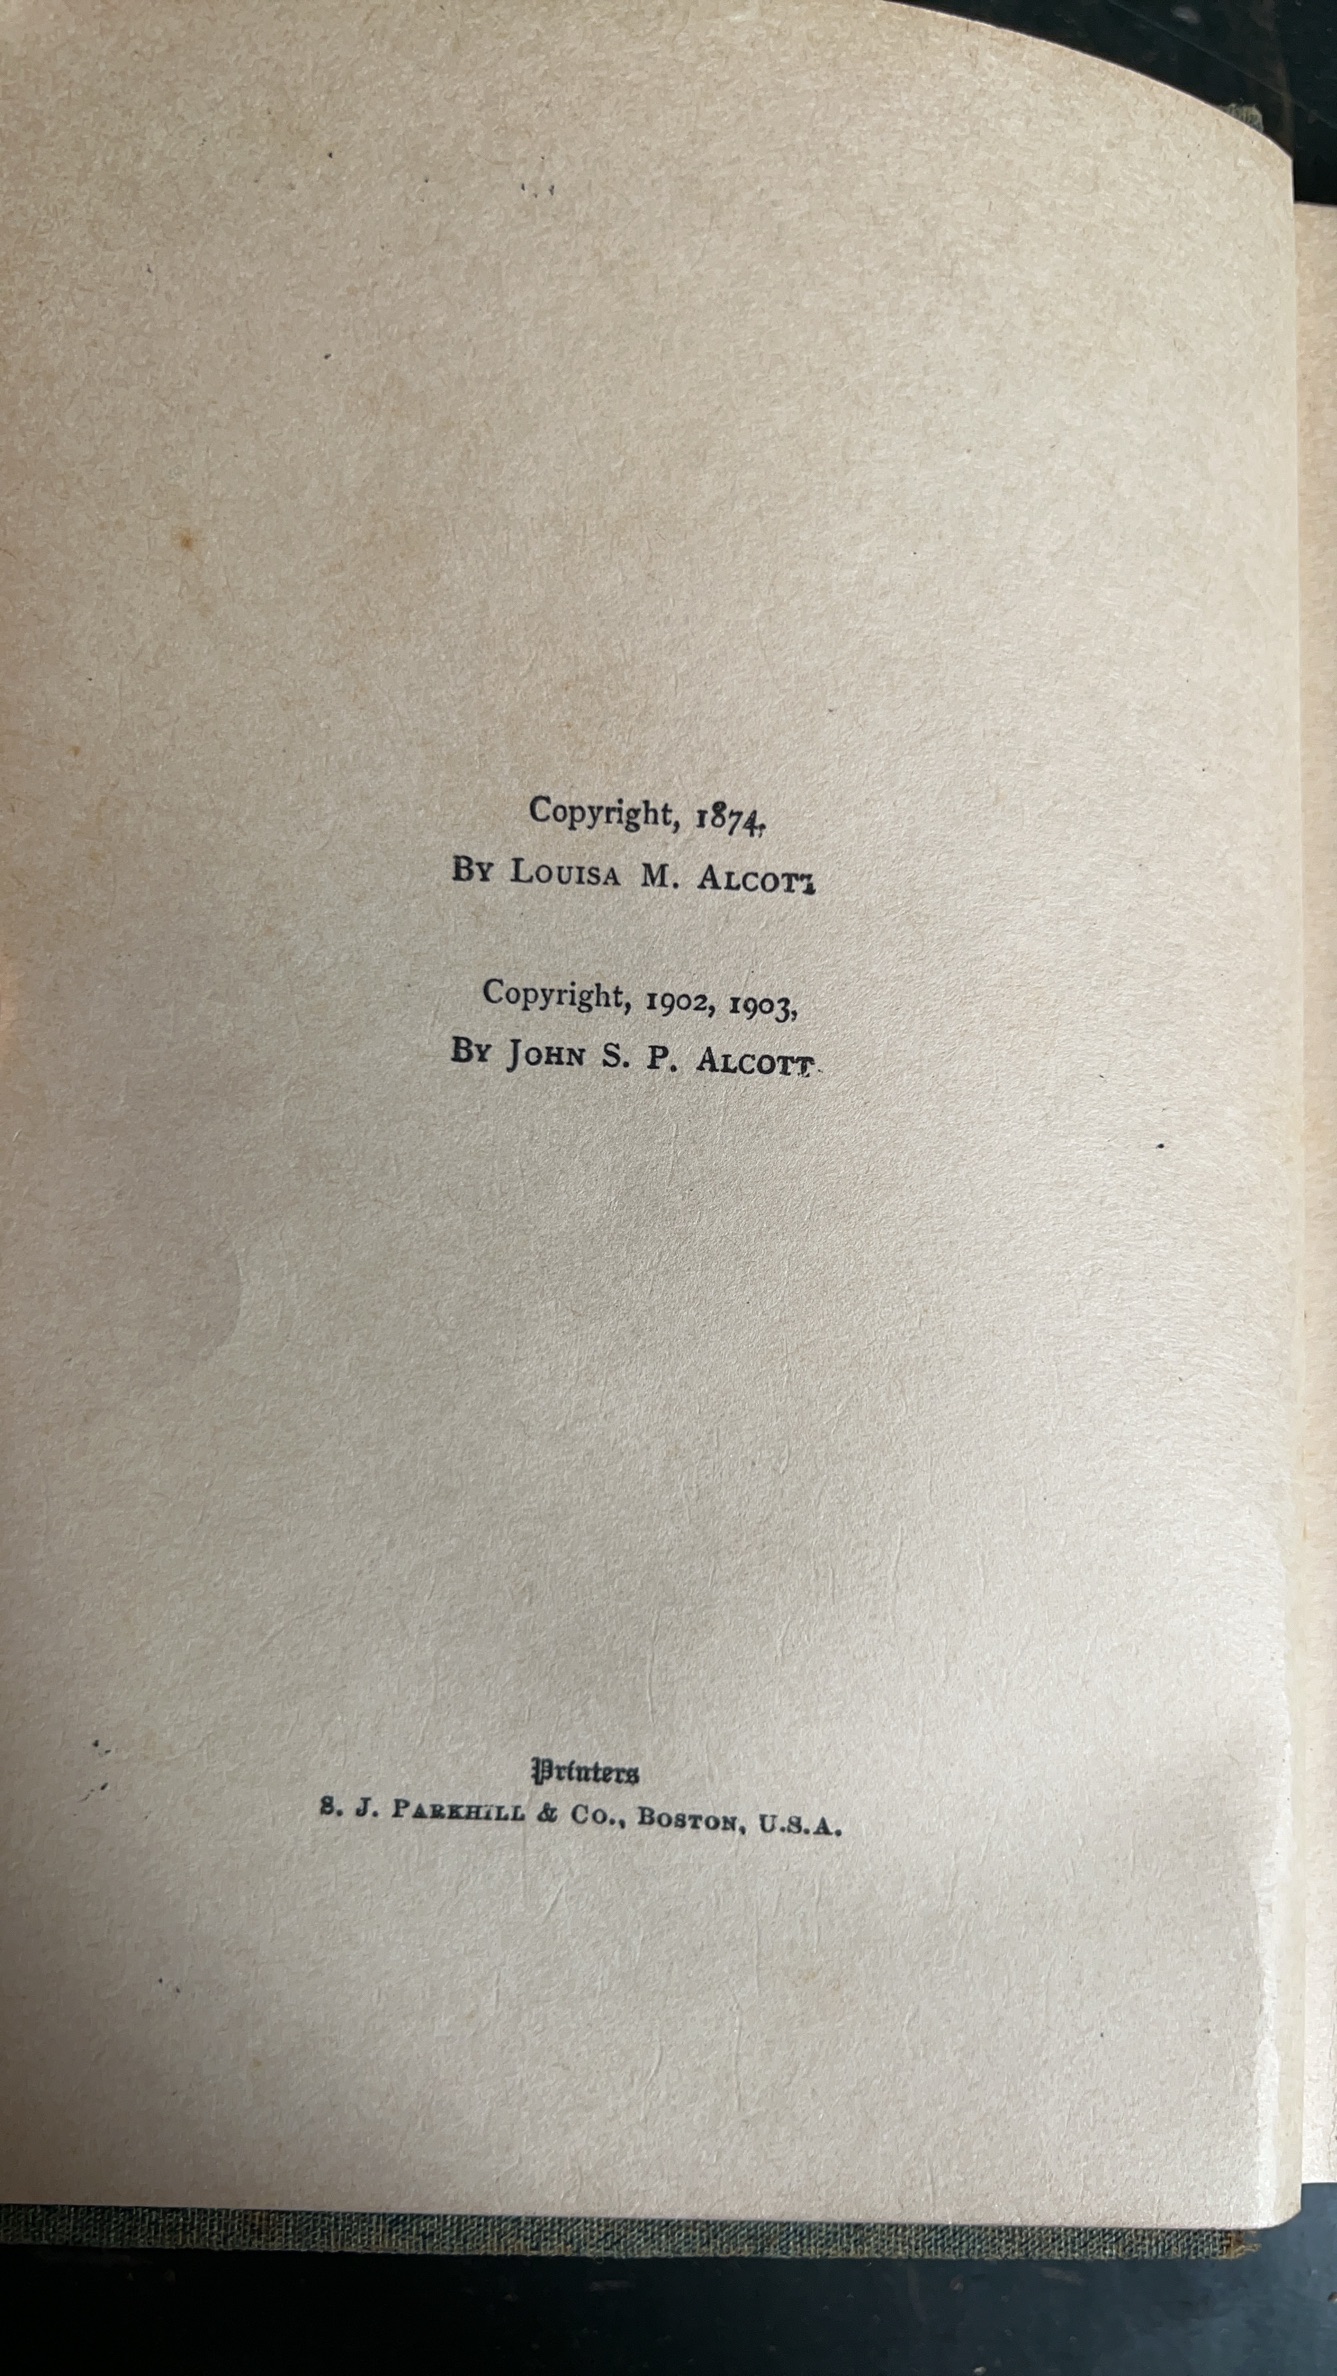 Copyright, 1874,
By Louisa M. Alcott
Copyright, 1902, 1903,
By John S. P. Alcott.
Printers
S. J. Parkhill & Co., Boston, U.S.A.